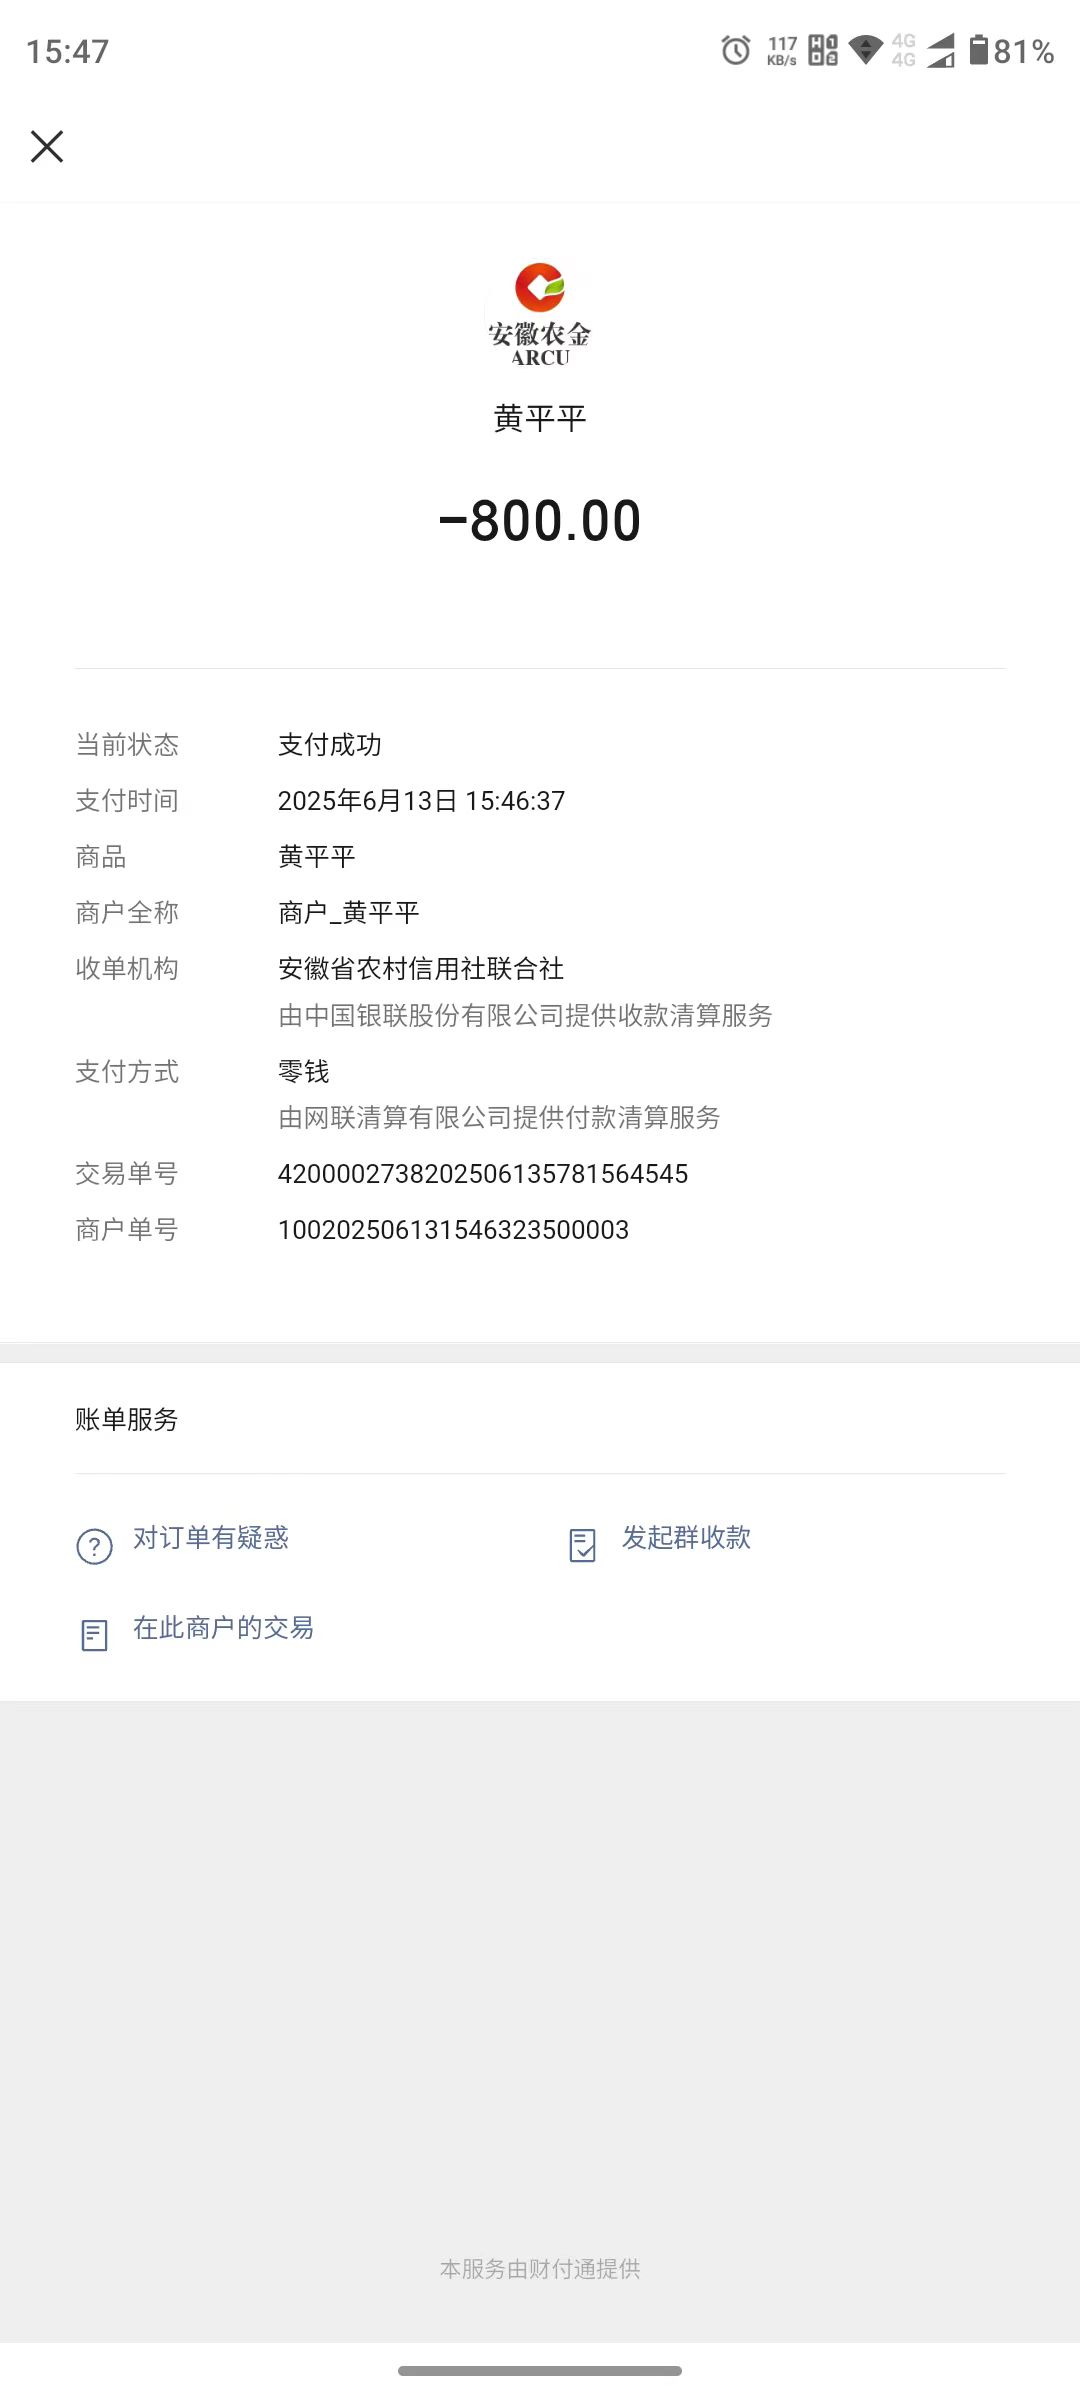 15:47
117 KB/s 4G 4G 81%
安徽农金
ARCU
黄平平
-800.00
当前状态 支付成功
支付时间 2025年6月13日 15:46:37
商品 黄平平
商户全称 商户_黄平平
收单机构 安徽省农村信用社联合社
由中国银联股份有限公司提供收款清算服务
支付方式 零钱
由网联清算有限公司提供付款清算服务
交易单号 4200002738202506135781564545
商户单号 100202506131546323500003
账单服务
对订单有疑惑 发起群收款
在此商户的交易
本服务由财付通提供